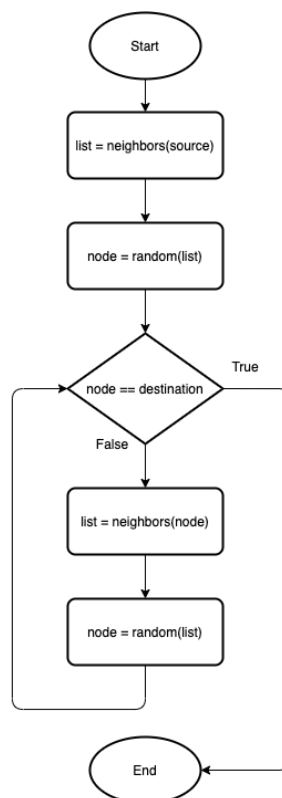 Start
list = neighbors(source)
node = random(list)
node == destination
True
False
list = neighbors(node)
node = random(list)
End